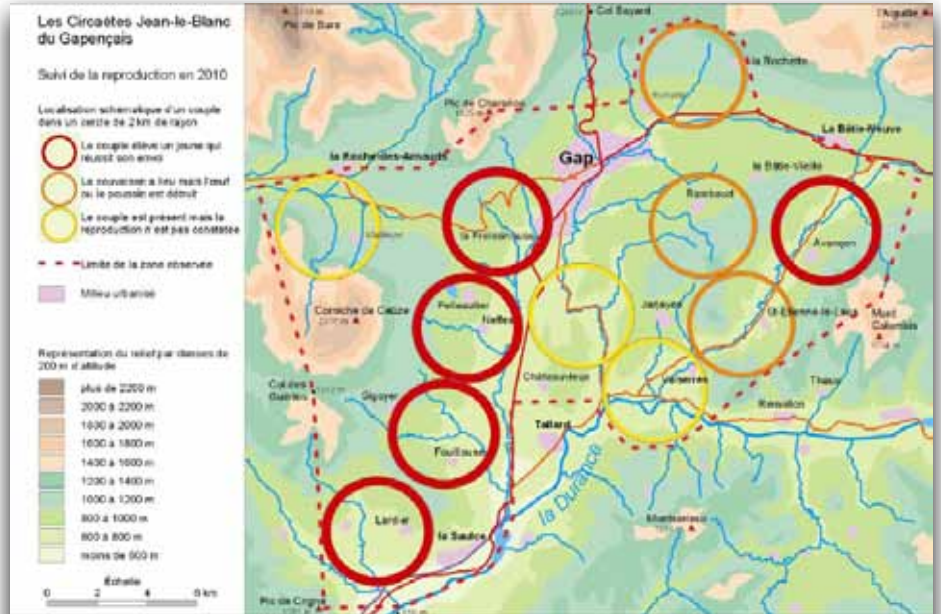 Les Circaètes Jean-le-Blanc
du Gapençais
Suivi de la reproduction en 2010
Localisation schématique d'un couple
dans un cercle de 2 km de rayon
Le couple élève un jeune qui
réussit son envol
La couvaison a lieu mais l'œuf
ou le poussin est détruit
Le couple est présent mais la
reproduction n'est pas constatée
Limite de la zone observée
Milieu urbanisé
Représentation du relief par classes de
200 m d'altitude
plus de 2200 m
2000 à 2200 m
1800 à 2000 m
1600 à 1800 m
1400 à 1600 m
1200 à 1400 m
1000 à 1200 m
800 à 1000 m
600 à 800 m
moins de 600 m
Échelle
0 4 8 km
Pic de Bure
Col Bayard
l'Aiguille
la Rochette
Pic de Charance
la Bâtie-Neuve
la Roche-des-Arnauds
Gap
la Bâtie-Vieille
Rambaud
la Freissinouse
Avançon
Corniche de Céüze
Pelleautier
Neffes
Jarjayes
St-Etienne-le-Laus
Mont
Colombis
Châteauvieux
Valserres
Théus
Col des
Guérins
Sigoyer
Remollon
Tallard
Fouillouse
la Durance
Lardier
la Saulce
Pic de Crigne